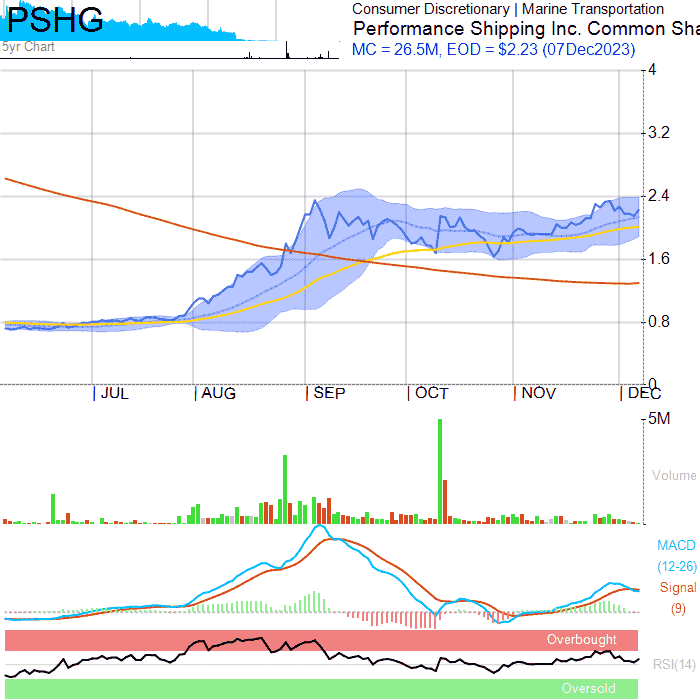 PSHG
5yr Chart
Consumer Discretionary | Marine Transportation
Performance Shipping Inc. Common Sha
MC = 26.5M, EOD = $2.23 (07Dec2023)
4
3.2
2.4
1.6
0.8
0
JUL AUG SEP OCT NOV DEC
5M
Volume
MACD
(12-26)
Signal
(9)
Overbought
RSI(14)
Oversold